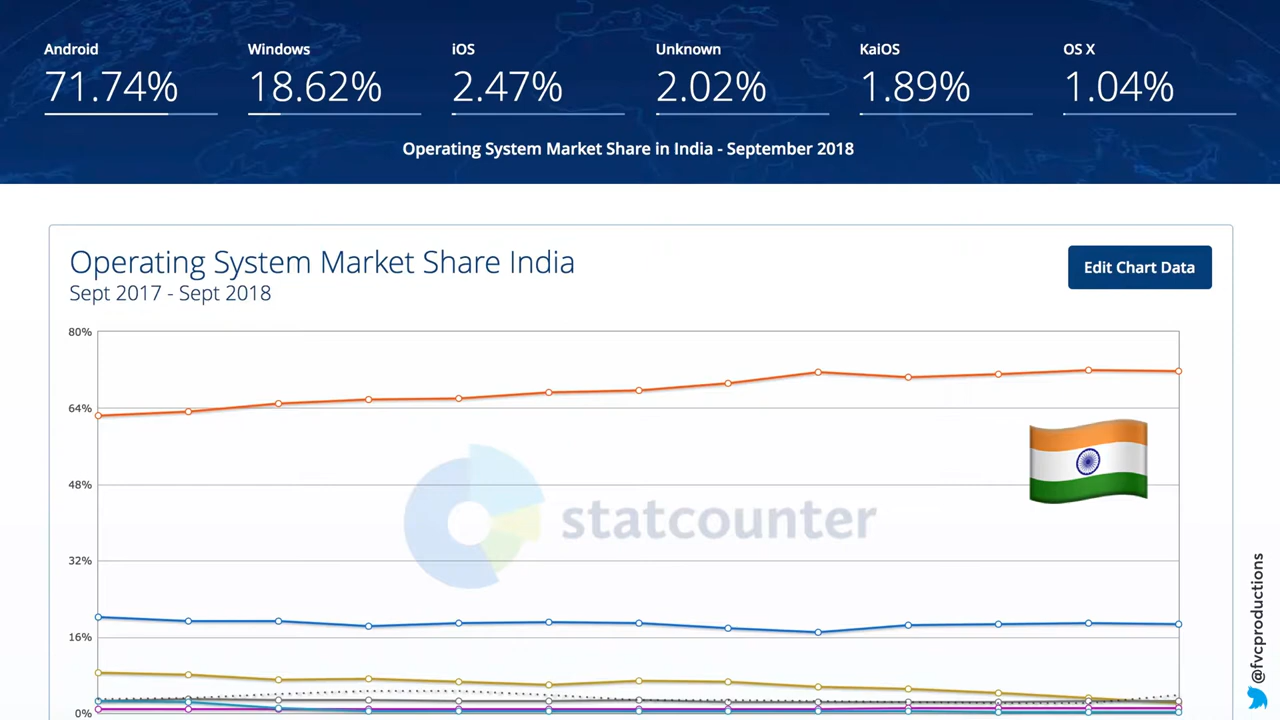 Android Windows iOS Unknown KaiOS OS X
71.74% 18.62% 2.47% 2.02% 1.89% 1.04%
Operating System Market Share in India - September 2018
Operating System Market Share India
Edit Chart Data
Sept 2017 - Sept 2018
80%
64%
48%
statcounter
32%
16%
0%
@fvcproductions